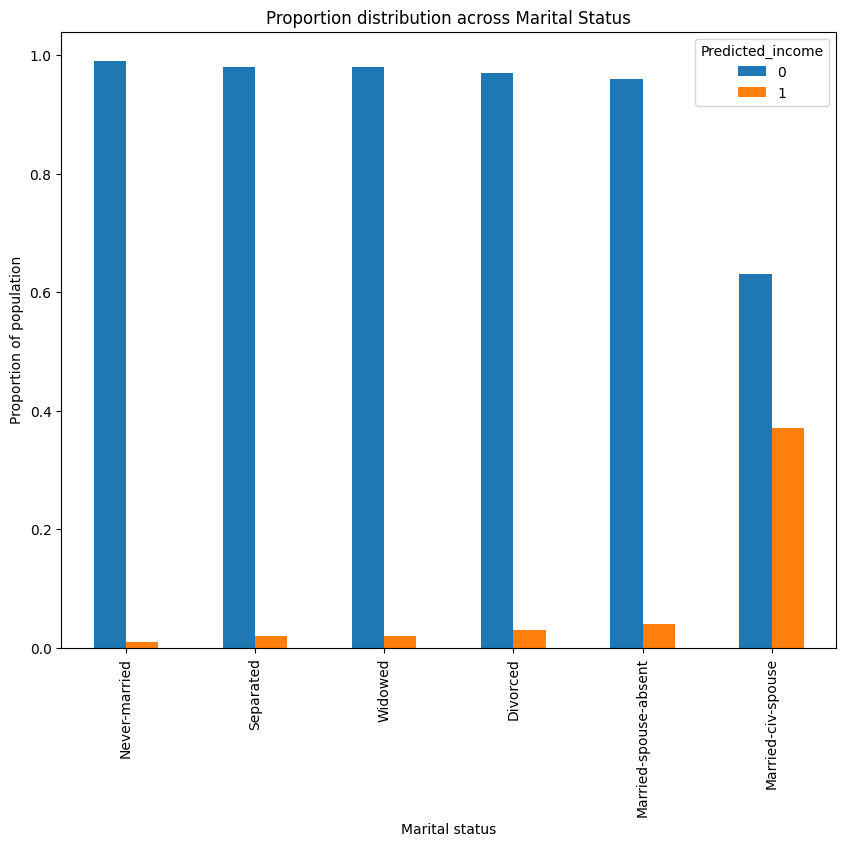 Proportion distribution across Marital Status
Predicted_income
0
1
Proportion of population
1.0
0.8
0.6
0.4
0.2
0.0
Never-married
Separated
Widowed
Divorced
Married-spouse-absent
Married-civ-spouse
Marital status